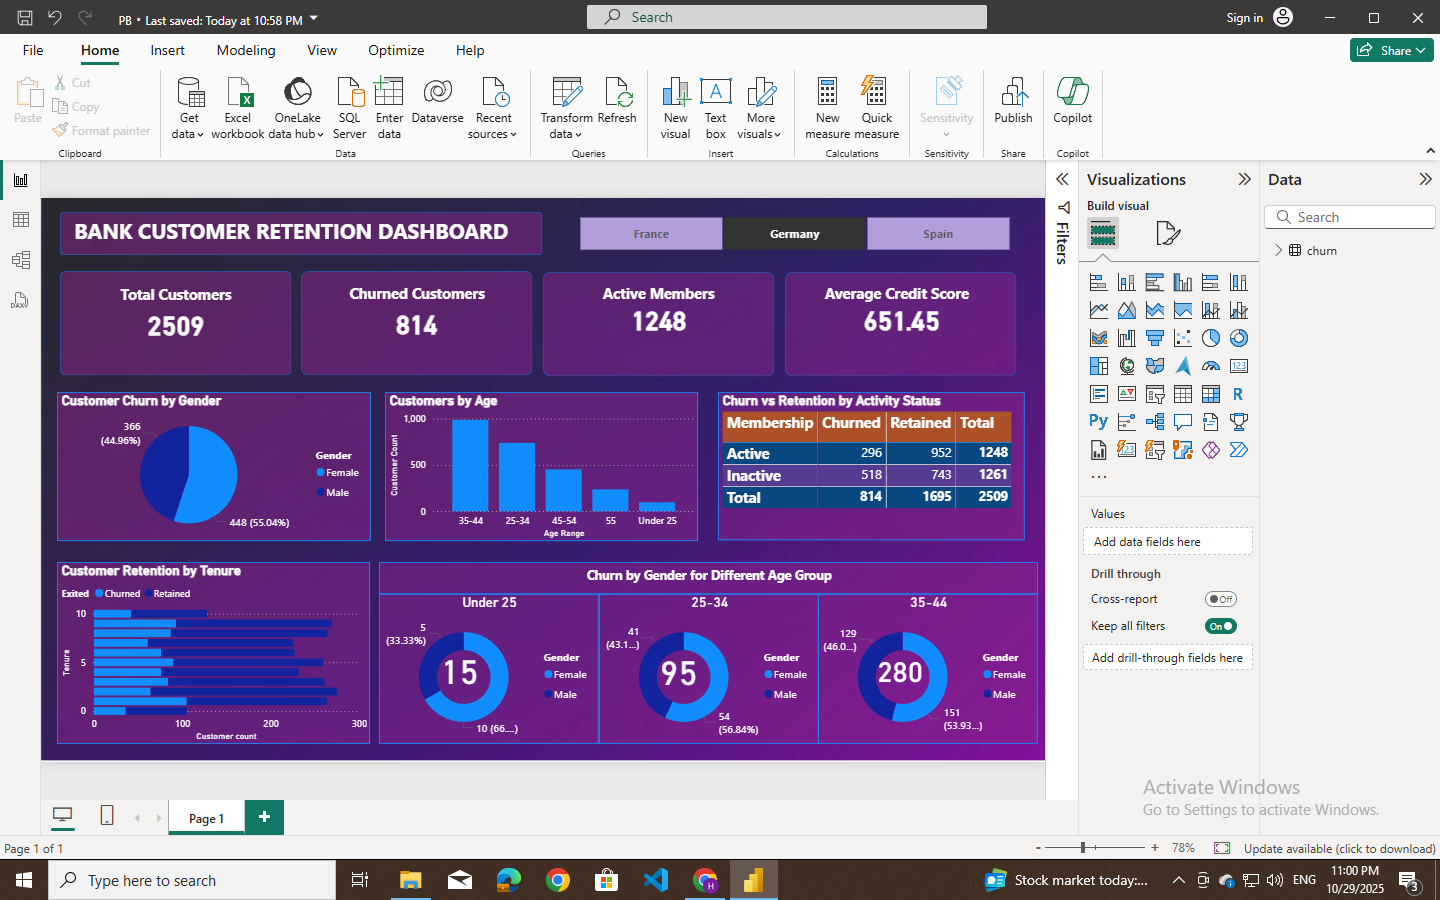 PB • Last saved: Today at 10:58 PM
Search
Sign in
File Home Insert Modeling View Optimize Help
Share
Paste
Cut
Copy
Format painter
Clipboard
Get data
Excel workbook
OneLake data hub
SQL Server
Enter data
Dataverse
Recent sources
Data
Transform data
Refresh
Queries
New visual
Text box
More visuals
Insert
New measure
Quick measure
Calculations
Sensitivity
Sensitivity
Publish
Share
Copilot
Copilot
BANK CUSTOMER RETENTION DASHBOARD
France Germany Spain
Total Customers
2509
Churned Customers
814
Active Members
1248
Average Credit Score
651.45
Customer Churn by Gender
366
(44.96%)
448 (55.04%)
Gender
Female
Male
Customers by Age
Customer Count
1,000
500
0
35-44 25-34 45-54 55 Under 25
Age Range
Churn vs Retention by Activity Status
Membership Churned Retained Total
Active 296 952 1248
Inactive 518 743 1261
Total 814 1695 2509
Customer Retention by Tenure
Exited Churned Retained
Tenure
10
5
0
0 100 200 300
Customer count
Churn by Gender for Different Age Group
Under 25
5
(33.33%)
15
10 (66....)
Gender
Female
Male
25-34
41
(43.1...)
95
54
(56.84%)
Gender
Female
Male
35-44
129
(46.0...)
280
151
(53.93...)
Gender
Female
Male
Filters
Visualizations
Build visual
123
R
Py
123
...
Values
Add data fields here
Drill through
Cross-report
Off
Keep all filters
On
Add drill-through fields here
Data
Search
churn
Activate Windows
Go to Settings to activate Windows.
Page 1
+
Page 1 of 1
- + 78%
Update available (click to download)
Type here to search
H
Stock market today:...
ENG
11:00 PM
10/29/2025
3